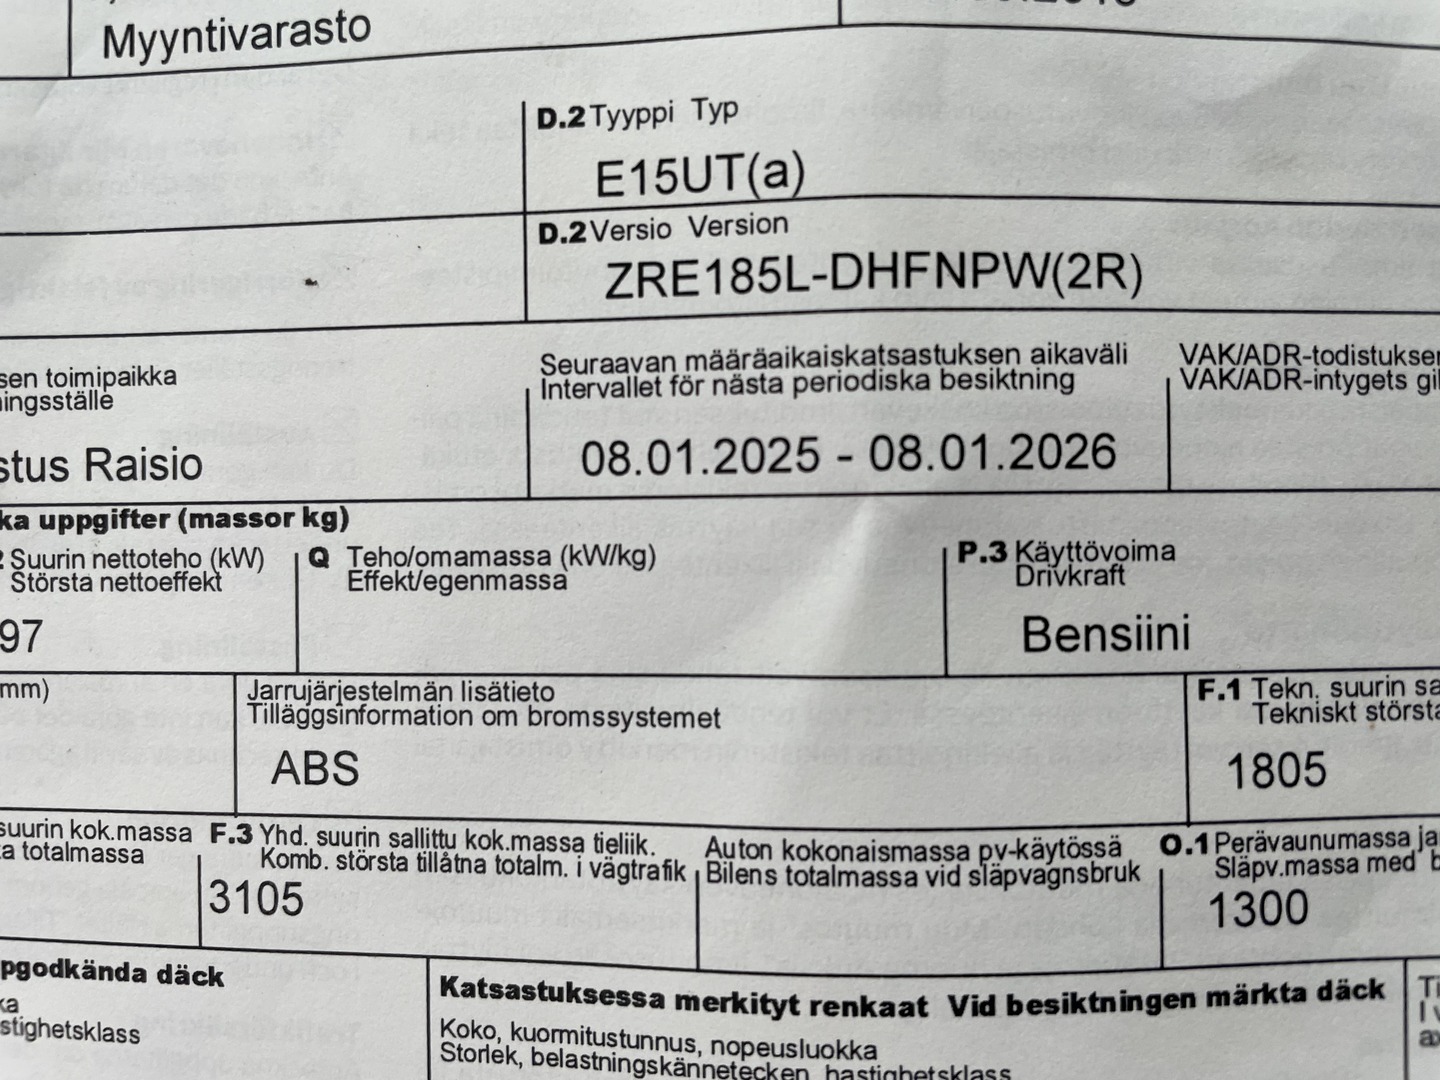 Myyntivarasto
D.2 Tyyppi Typ
E15UT(a)
D.2 Versio Version
ZRE185L-DHFNPW(2R)
sen toimipaikka
ingsställe
stus Raisio
Seuraavan määräaikaiskatsastuksen aikaväli
Intervallet för nästa periodiska besiktning
08.01.2025 - 08.01.2026
VAK/ADR-todistuksen
VAK/ADR-intygets gil
ka uppgifter (massor kg)
2 Suurin nettoteho (kW)
Största nettoeffekt
97
Q Teho/omamassa (kW/kg)
Effekt/egenmassa
P.3 Käyttövoima
Drivkraft
Bensiini
mm)
Jarrujärjestelmän lisätieto
Tilläggsinformation om bromssystemet
ABS
F.1 Tekn. suurin sa
Tekniskt största
1805
suurin kok.massa
ta totalmassa
F.3 Yhd. suurin sallittu kok.massa tieliik.
Komb. största tillåtna totalm. i vägtrafik
3105
Auton kokonaismassa pv-käytössä
Bilens totalmassa vid släpvagnsbruk
O.1 Perävaunumassa ja
Släpv.massa med b
1300
pgodkända däck
ka
stighetsklass
Katsastuksessa merkityt renkaat Vid besiktningen märkta däck
Koko, kuormitustunnus, nopeusluokka
Storlek, belastningskännetecken, hastighetsklass